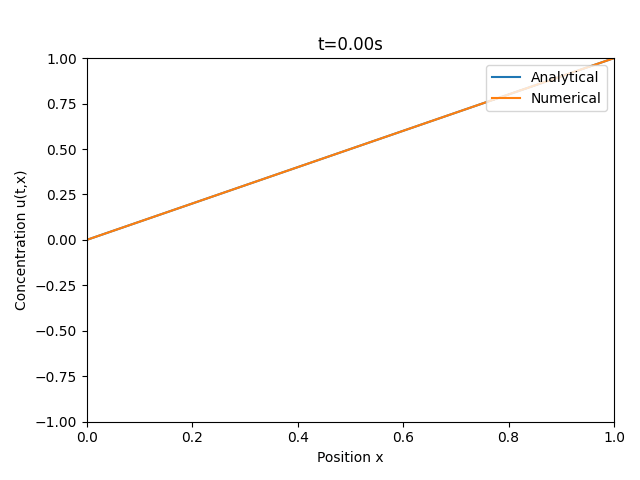 t=0.00s
Analytical
Numerical
Concentration u(t,x)
1.00
0.75
0.50
0.25
0.00
−0.25
−0.50
−0.75
−1.00
0.0 0.2 0.4 0.6 0.8 1.0
Position x